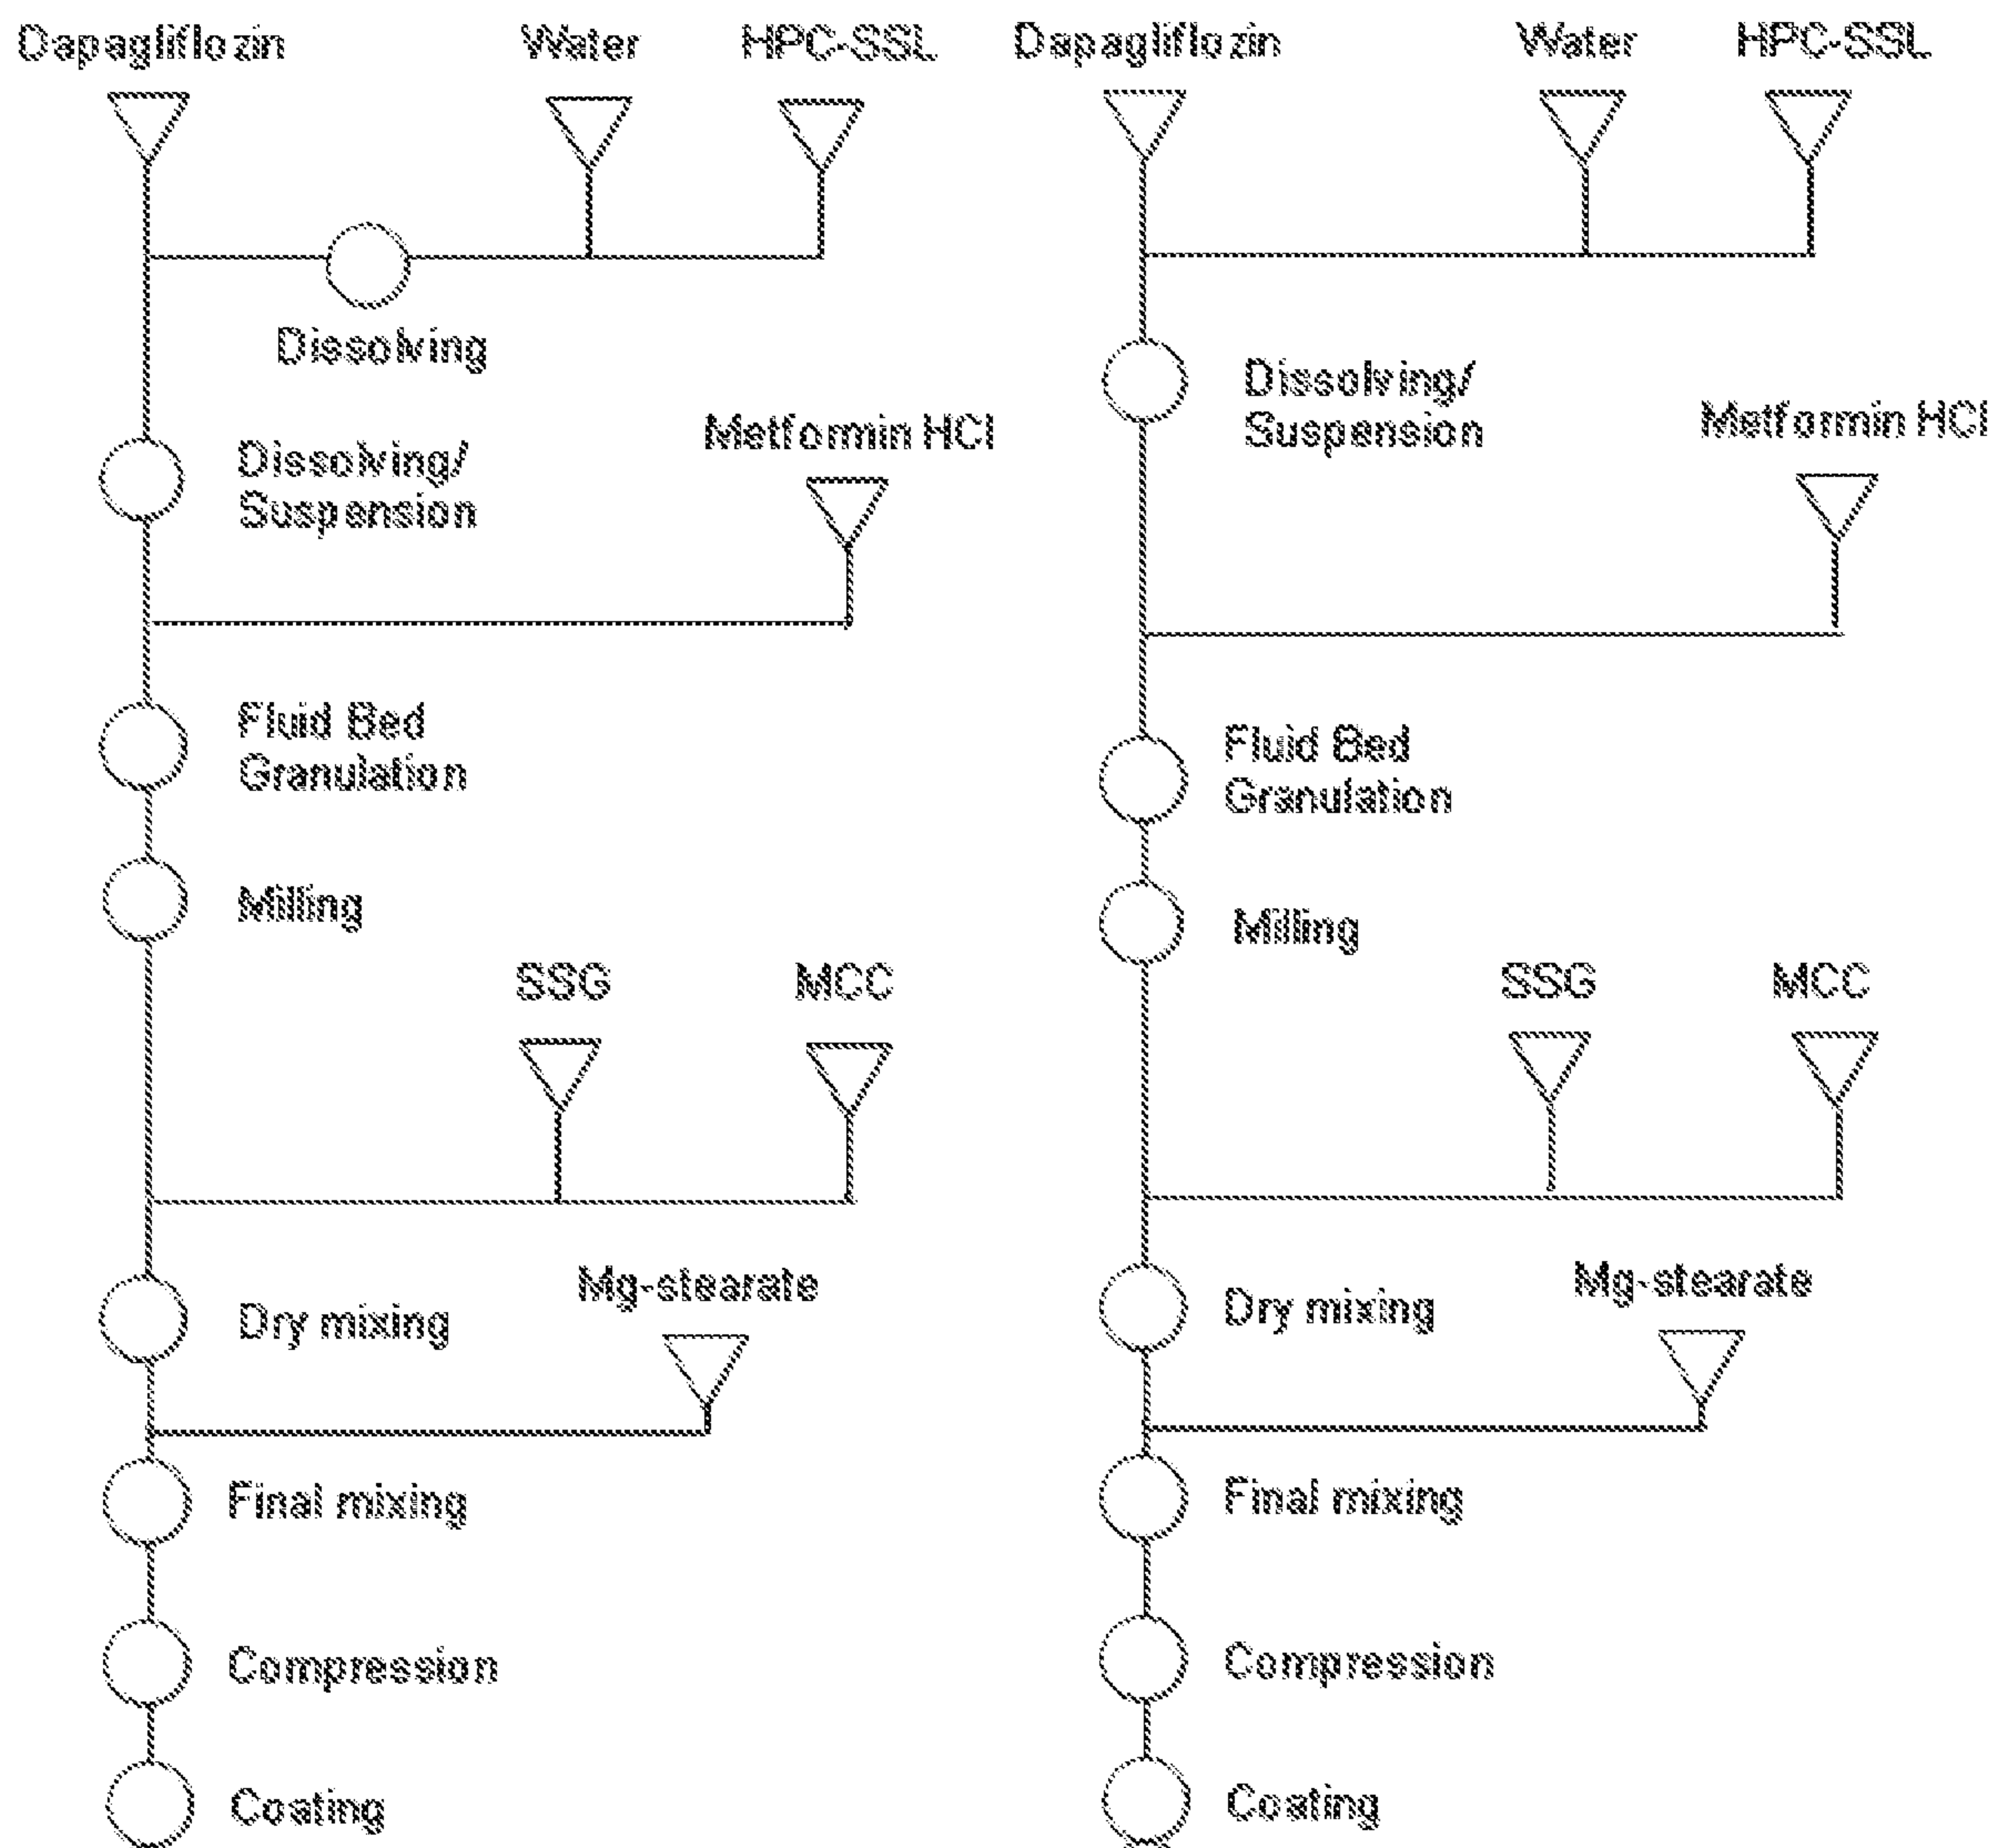 Dapagliflozin
Water
HPC-SSL
Dissolving
Dissolving/
Suspension
Metformin HCl
Fluid Bed
Granulation
Milling
SSG
MCC
Dry mixing
Mg-stearate
Final mixing
Compression
Coating
Dapagliflozin
Water
HPC-SSL
Dissolving/
Suspension
Metformin HCl
Fluid Bed
Granulation
Milling
SSG
MCC
Dry mixing
Mg-stearate
Final mixing
Compression
Coating